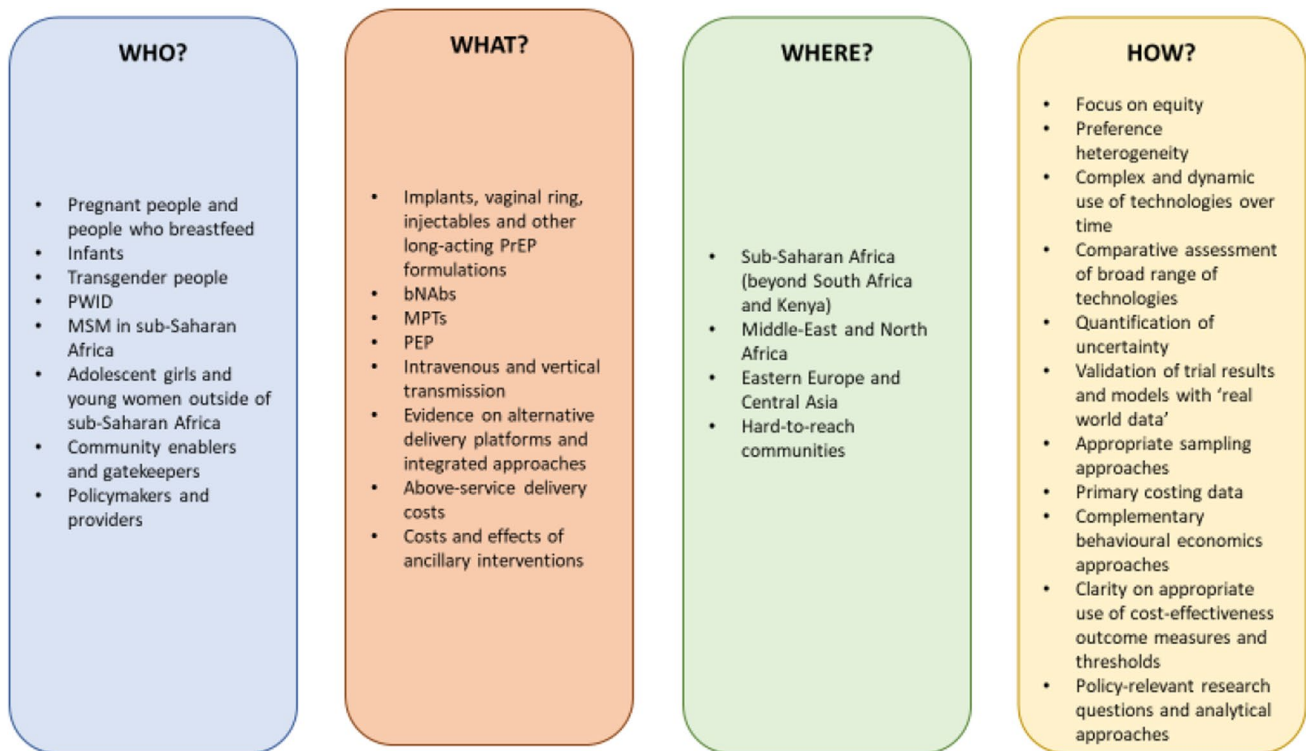 WHO?
• Pregnant people and
people who breastfeed
• Infants
• Transgender people
• PWID
• MSM in sub-Saharan
Africa
• Adolescent girls and
young women outside of
sub-Saharan Africa
• Community enablers
and gatekeepers
• Policymakers and
providers
WHAT?
• Implants, vaginal ring,
injectables and other
long-acting PrEP
formulations
• bNAbs
• MPTs
• PEP
• Intravenous and vertical
transmission
• Evidence on alternative
delivery platforms and
integrated approaches
• Above-service delivery
costs
• Costs and effects of
ancillary interventions
WHERE?
• Sub-Saharan Africa
(beyond South Africa
and Kenya)
• Middle-East and North
Africa
• Eastern Europe and
Central Asia
• Hard-to-reach
communities
HOW?
• Focus on equity
• Preference
heterogeneity
• Complex and dynamic
use of technologies over
time
• Comparative assessment
of broad range of
technologies
• Quantification of
uncertainty
• Validation of trial results
and models with ‘real
world data’
• Appropriate sampling
approaches
• Primary costing data
• Complementary
behavioural economics
approaches
• Clarity on appropriate
use of cost-effectiveness
outcome measures and
thresholds
• Policy-relevant research
questions and analytical
approaches